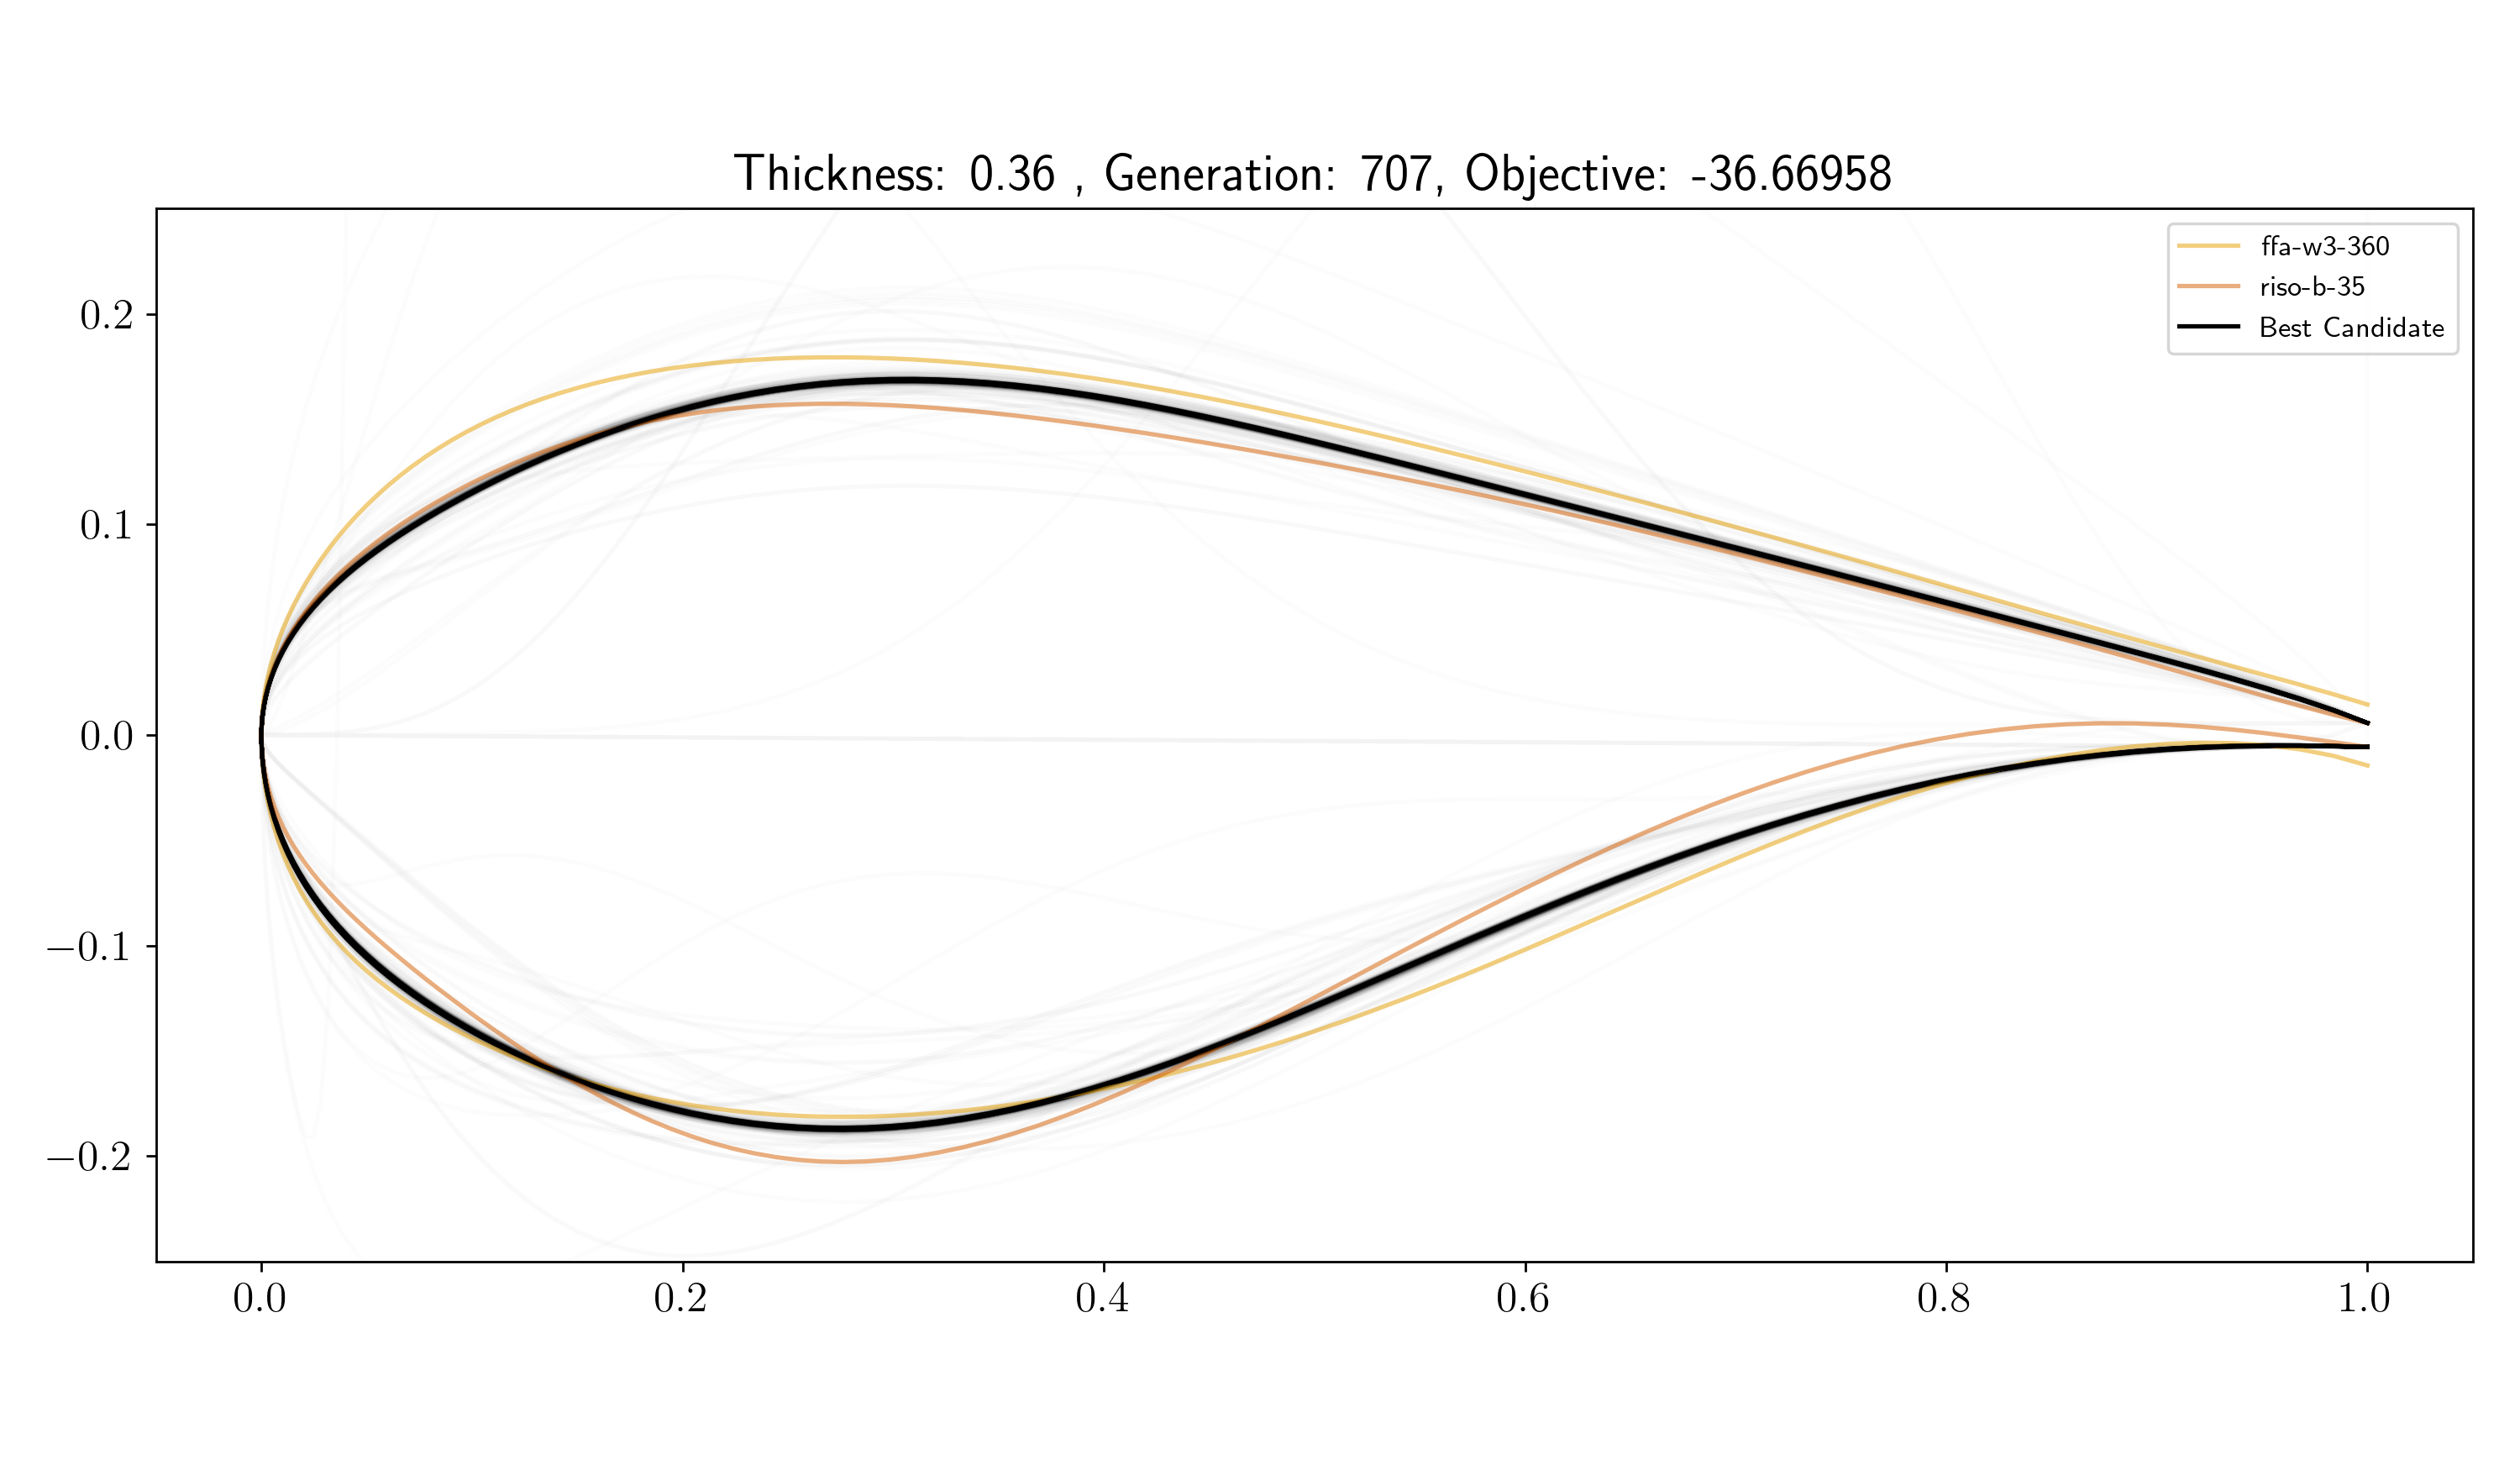 Thickness: 0.36 , Generation: 707, Objective: -36.66958
ffa-w3-360
riso-b-35
Best Candidate
0.2
0.1
0.0
−0.1
−0.2
0.0 0.2 0.4 0.6 0.8 1.0